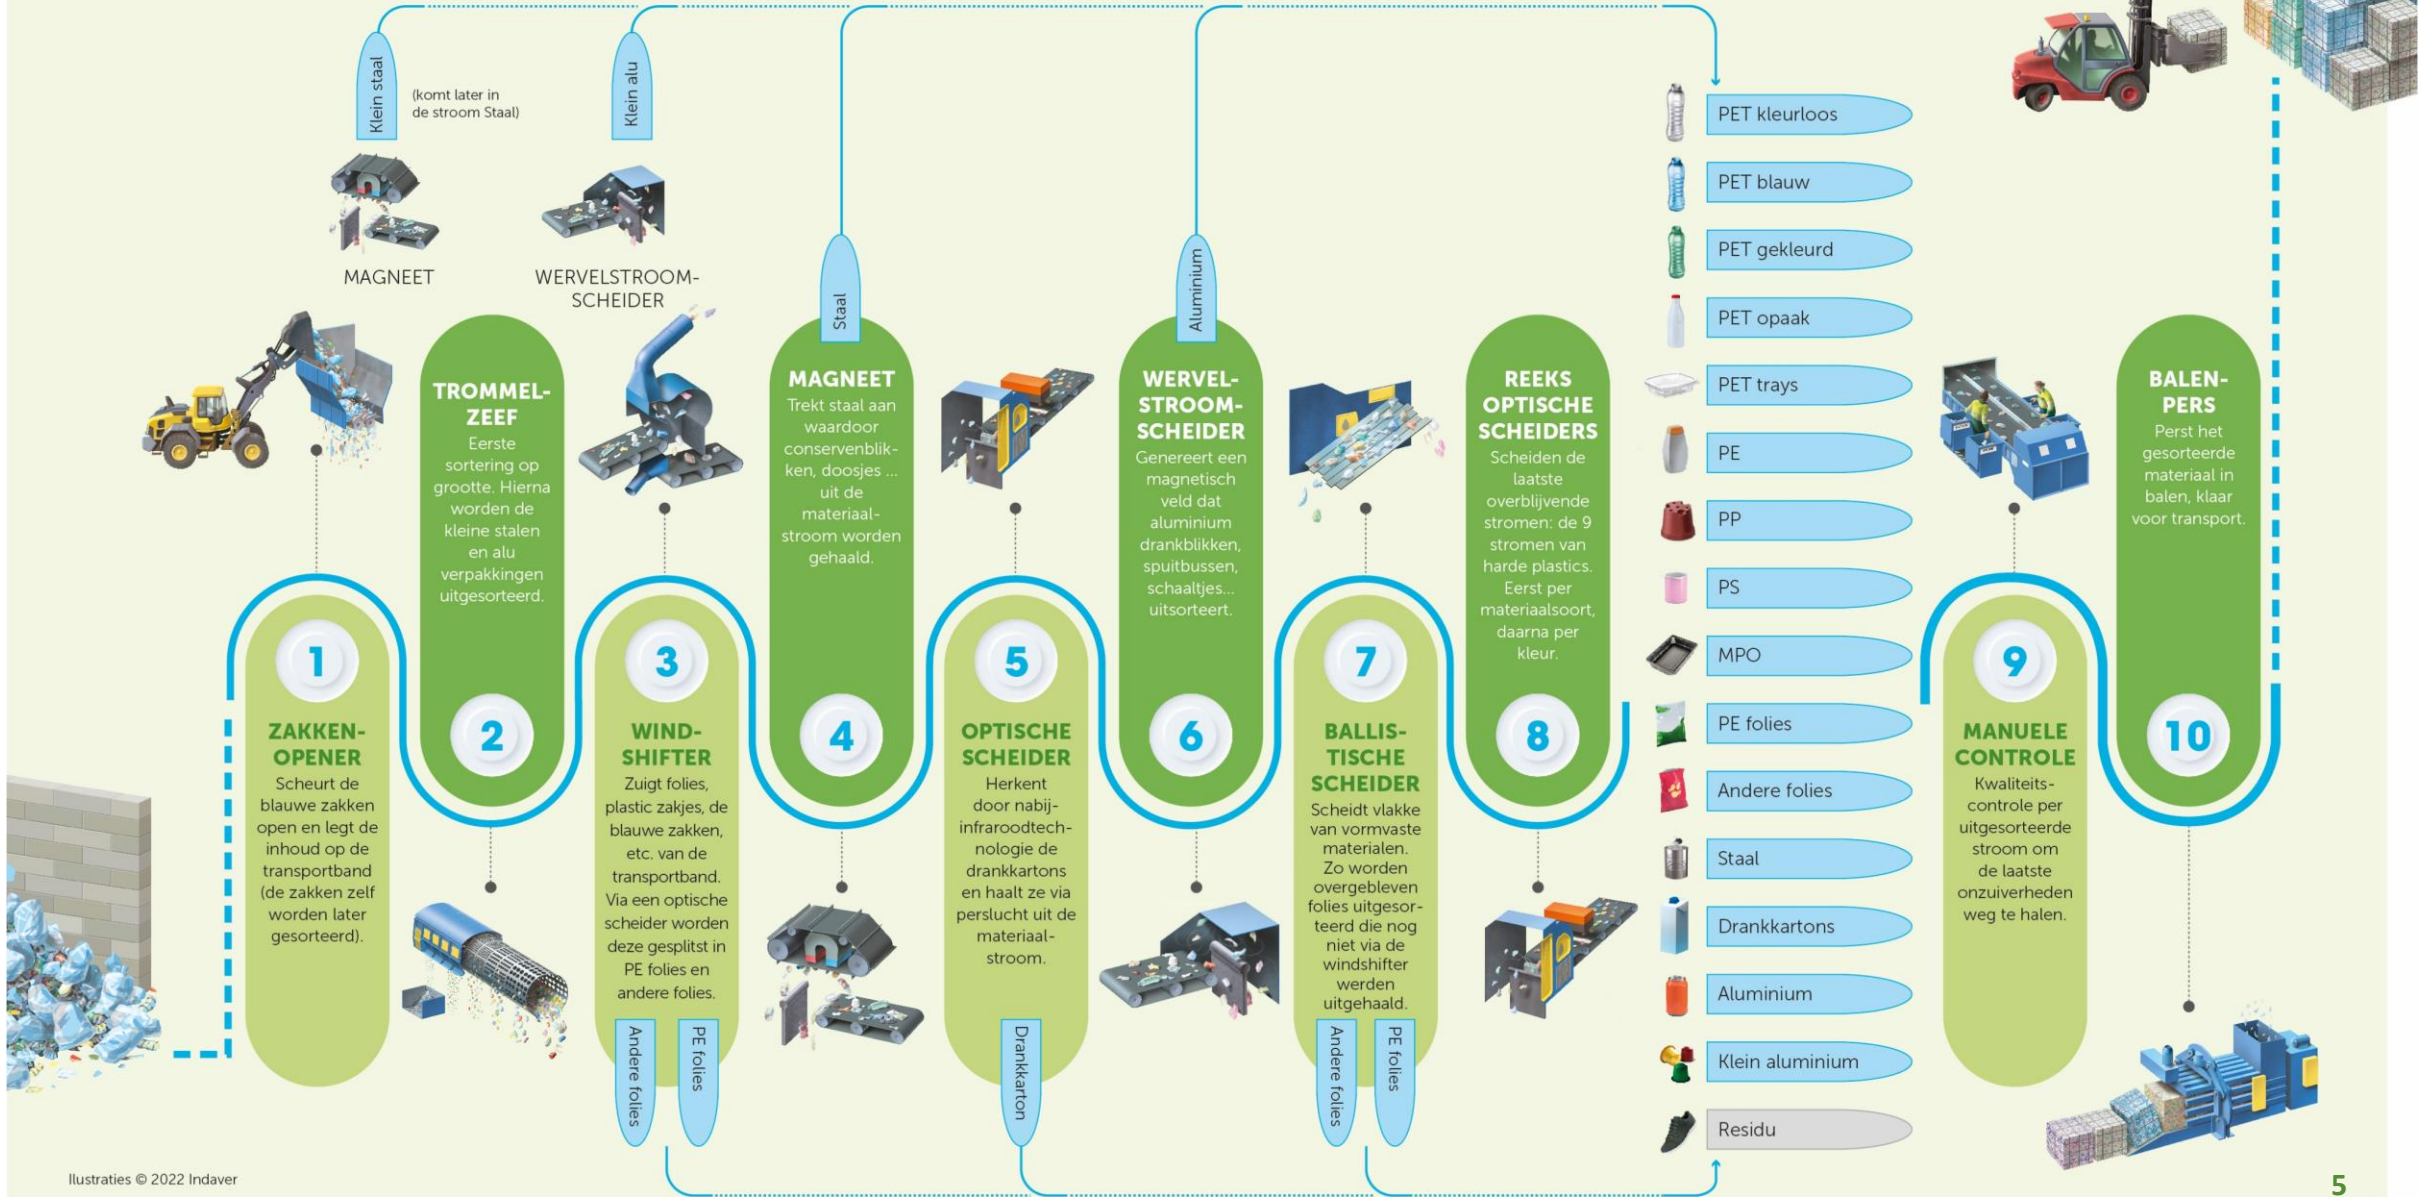 Klein staal
(komt later in
de stroom Staal)
MAGNEET
Klein alu
WERVELSTROOM-
SCHEIDER
1
ZAKKEN-
OPENER
Scheurt de
blauwe zakken
open en legt de
inhoud op de
transportband
(de zakken zelf
worden later
gesorteerd).
TROMMEL-
ZEEF
Eerste
sortering op
grootte. Hierna
worden de
kleine stalen
en alu
verpakkingen
uitgesorteerd.
2
3
WIND-
SHIFTER
Zuigt folies,
plastic zakjes, de
blauwe zakken,
etc. van de
transportband.
Via een optische
scheider worden
deze gesplitst in
PE folies en
andere folies.
Andere folies
PE folies
Staal
MAGNEET
Trekt staal aan
waardoor
conservenblik-
ken, doosjes ...
uit de
materiaal-
stroom worden
gehaald.
4
5
OPTISCHE
SCHEIDER
Herkent
door nabij-
infraroodtech-
nologie de
drankkartons
en haalt ze via
perslucht uit de
materiaal-
stroom.
Drankkarton
Aluminium
WERVEL-
STROOM-
SCHEIDER
Genereert een
magnetisch
veld dat
aluminium
drankblikken,
spuitbussen,
schaaltjes...
uitsorteert.
6
7
BALLIS-
TISCHE
SCHEIDER
Scheidt vlakke
van vormvaste
materialen.
Zo worden
overgebleven
folies uitgesor-
teerd die nog
niet via de
windshifter
werden
uitgehaald.
Andere folies
PE folies
REEKS
OPTISCHE
SCHEIDERS
Scheiden de
laatste
overblijvende
stromen: de 9
stromen van
harde plastics.
Eerst per
materiaalsoort,
daarna per
kleur.
8
PET kleurloos
PET blauw
PET gekleurd
PET opaak
PET trays
PE
PP
PS
MPO
PE folies
Andere folies
Staal
Drankkartons
Aluminium
Klein aluminium
Residu
9
MANUELE
CONTROLE
Kwaliteits-
controle per
uitgesorteerde
stroom om
de laatste
onzuiverheden
weg te halen.
BALEN-
PERS
Perst het
gesorteerde
materiaal in
balen, klaar
voor transport.
10
Ilustraties © 2022 Indaver
5